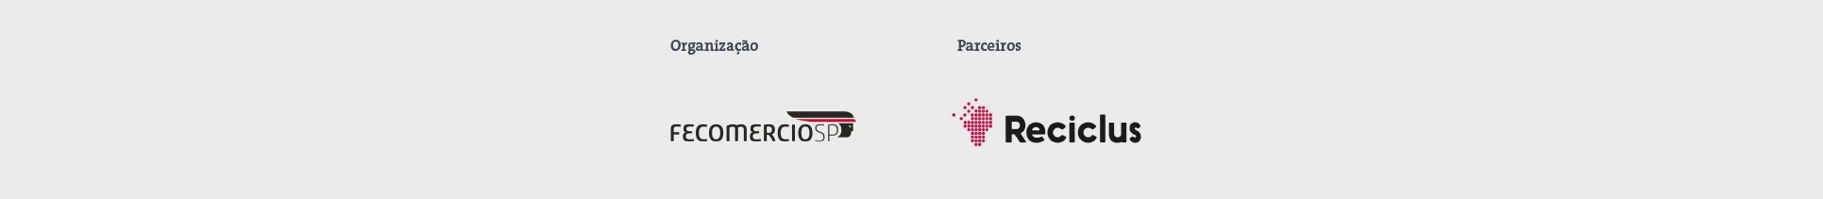 Organização
Parceiros
FECOMERCIOSP
Reciclus